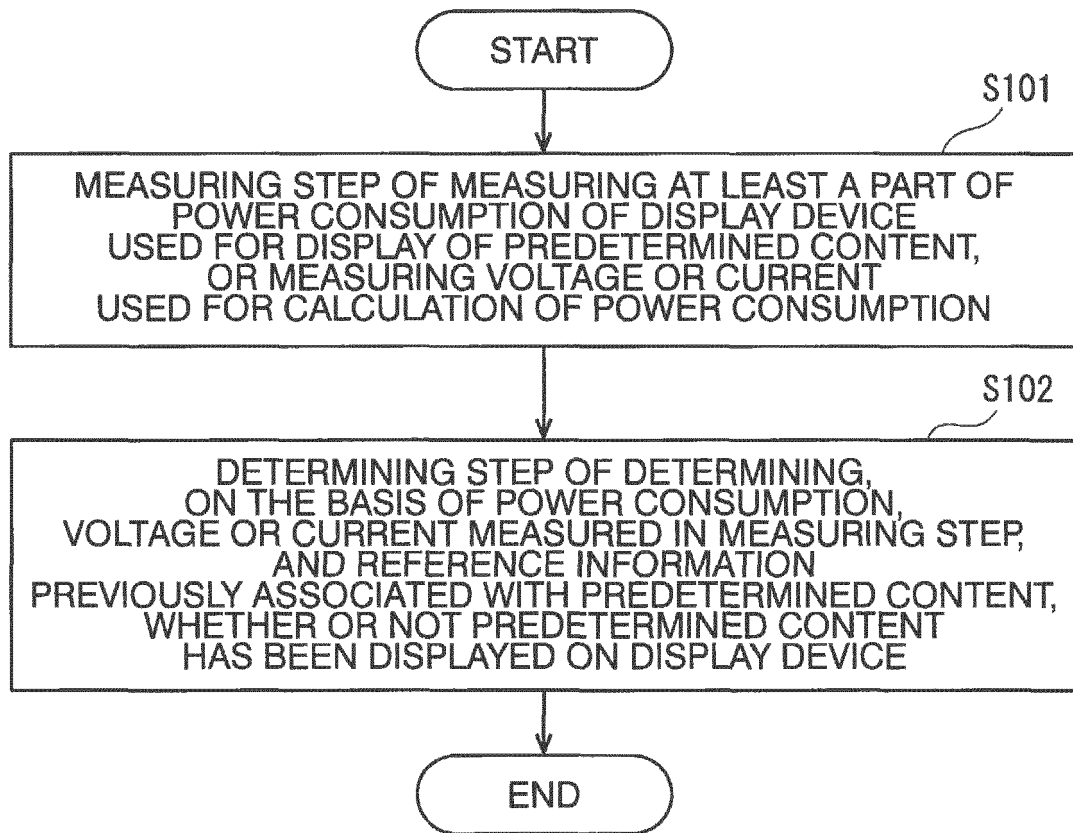 START
S101
MEASURING STEP OF MEASURING AT LEAST A PART OF
POWER CONSUMPTION OF DISPLAY DEVICE
USED FOR DISPLAY OF PREDETERMINED CONTENT,
OR MEASURING VOLTAGE OR CURRENT
USED FOR CALCULATION OF POWER CONSUMPTION
S102
DETERMINING STEP OF DETERMINING,
ON THE BASIS OF POWER CONSUMPTION,
VOLTAGE OR CURRENT MEASURED IN MEASURING STEP,
AND REFERENCE INFORMATION
PREVIOUSLY ASSOCIATED WITH PREDETERMINED CONTENT,
WHETHER OR NOT PREDETERMINED CONTENT
HAS BEEN DISPLAYED ON DISPLAY DEVICE
END